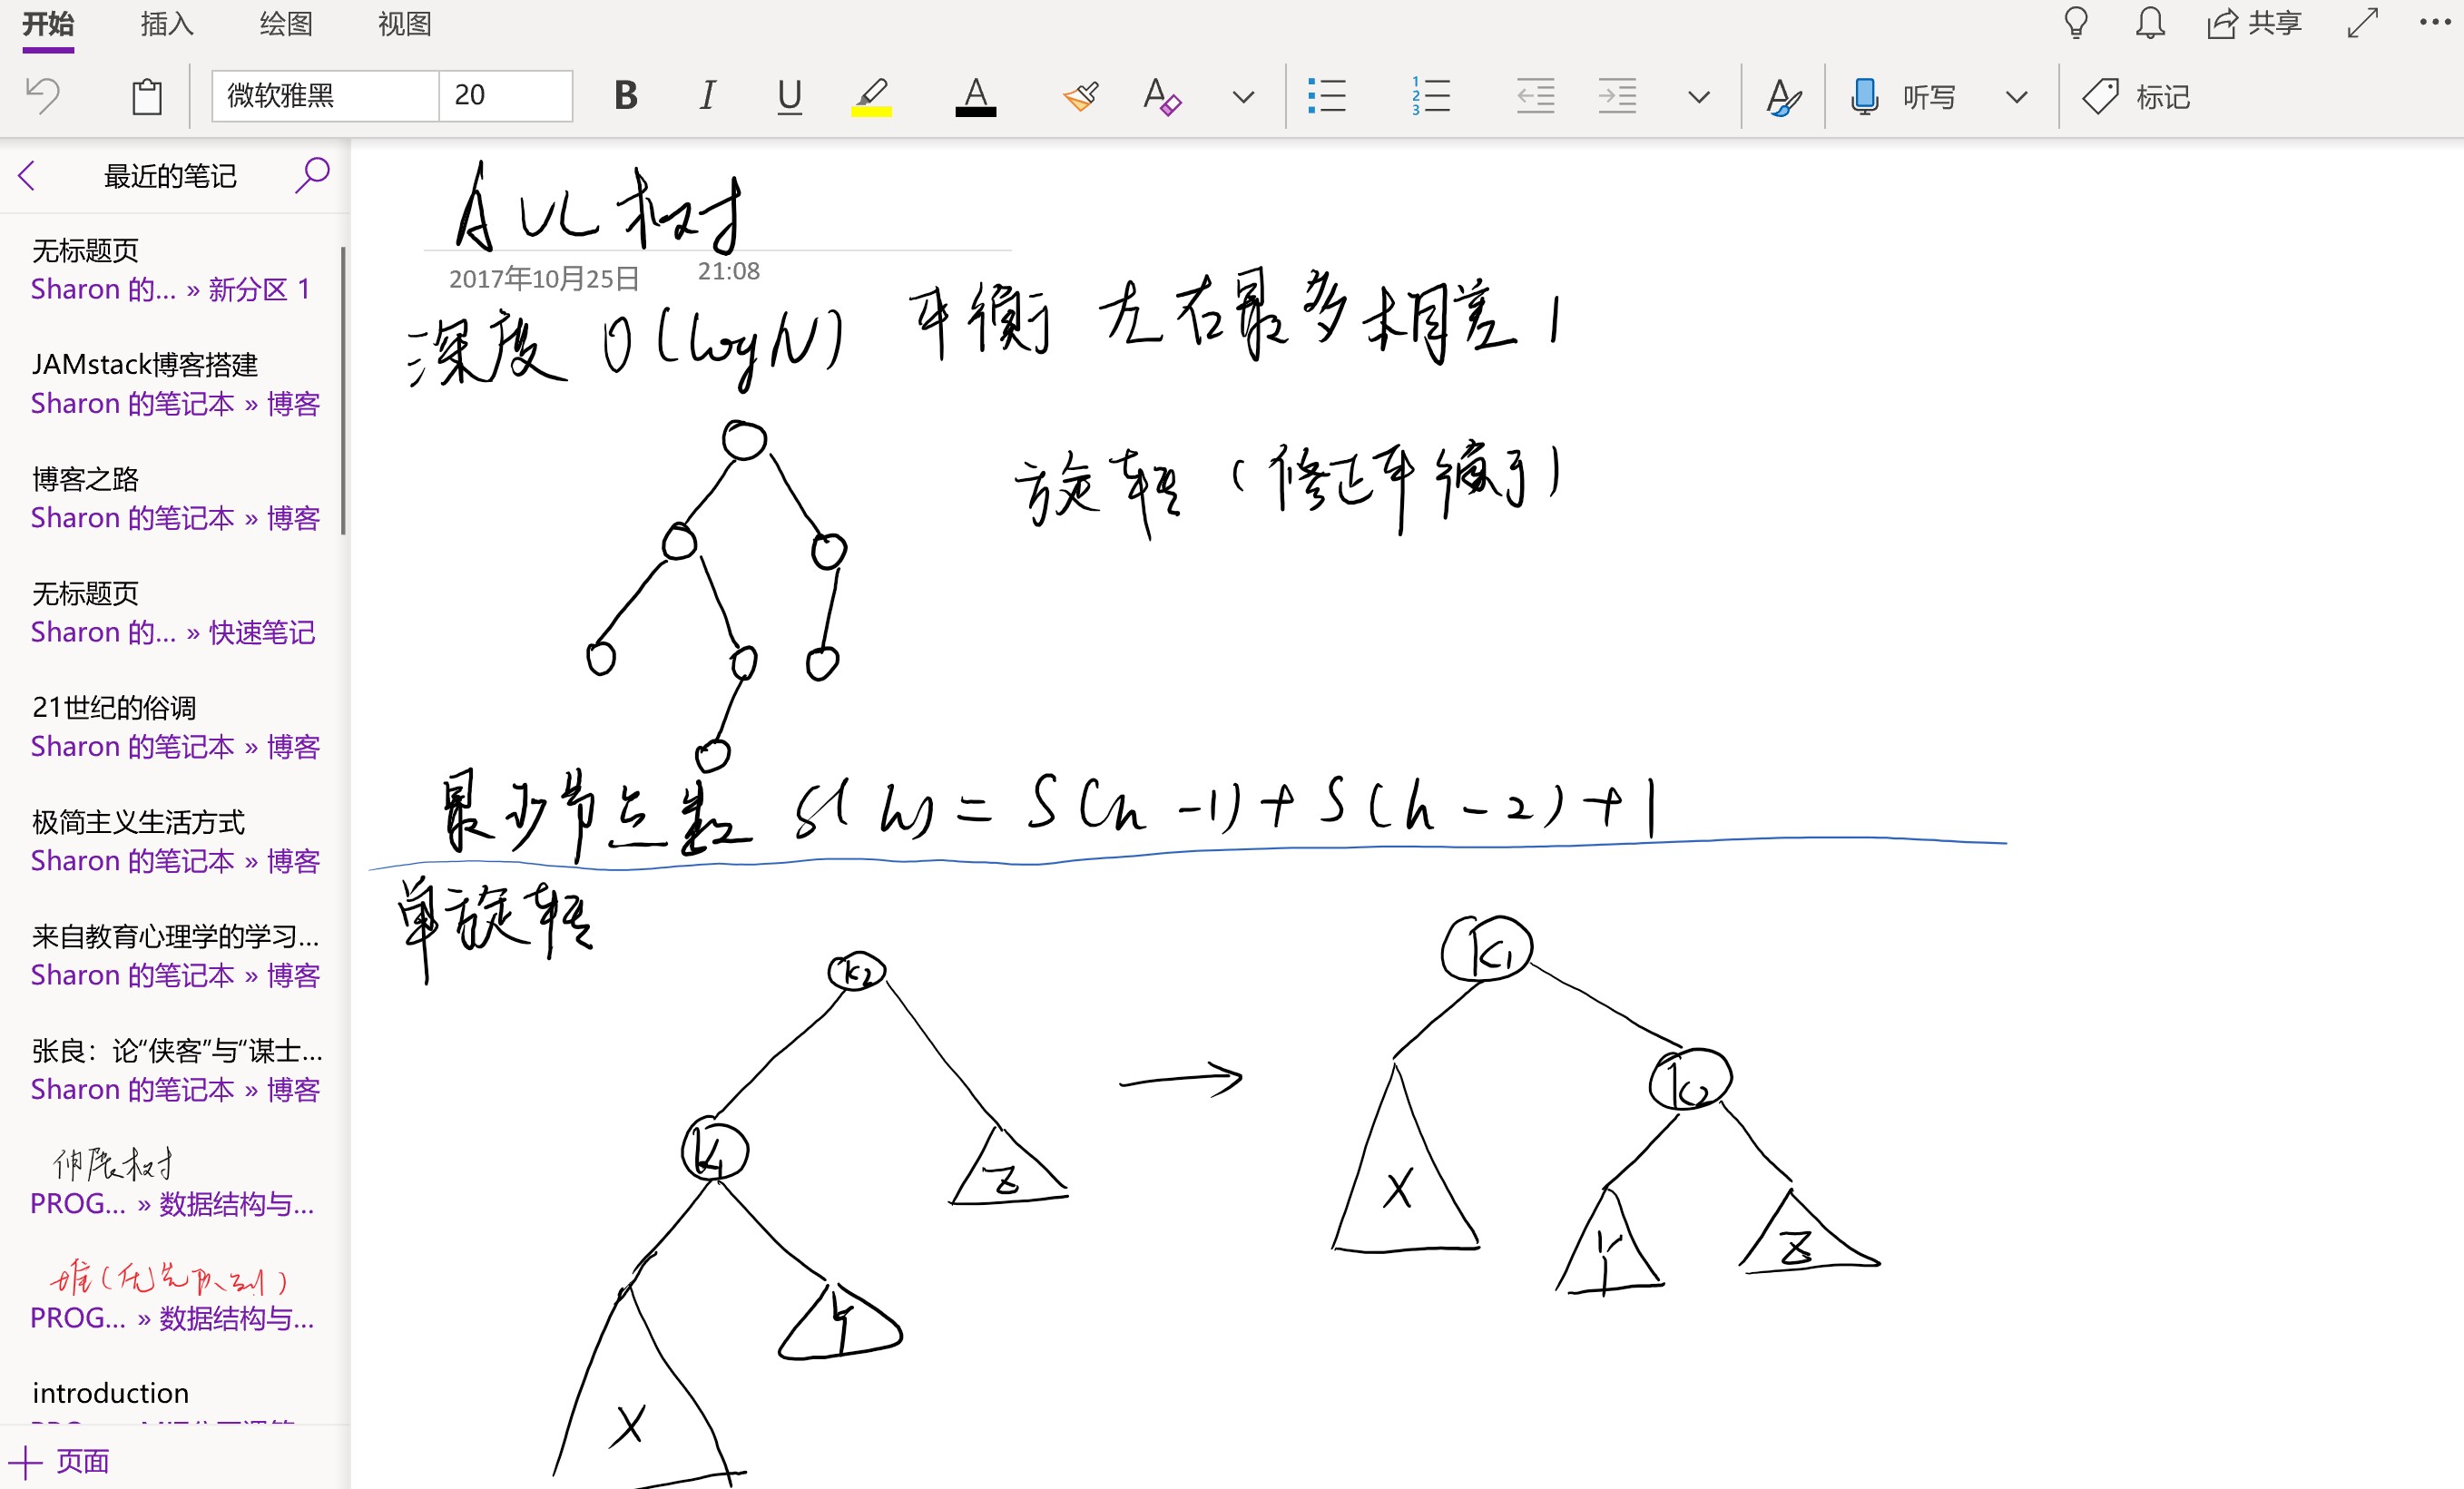 开始 插入 绘图 视图 共享
微软雅黑 20 B I U A A 听写 标记
最近的笔记
无标题页
Sharon 的... » 新分区 1
JAMstack博客搭建
Sharon 的笔记本 » 博客
博客之路
Sharon 的笔记本 » 博客
无标题页
Sharon 的... » 快速笔记
21世纪的俗调
Sharon 的笔记本 » 博客
极简主义生活方式
Sharon 的笔记本 » 博客
来自教育心理学的学习...
Sharon 的笔记本 » 博客
张良：论“侠客”与“谋士...
Sharon 的笔记本 » 博客
伸展树
PROG... » 数据结构与...
堆(优先队列)
PROG... » 数据结构与...
introduction
页面
AVL树
2017年10月25日 21:08
深度 O(log N) 平衡 左右最多相差1
旋转 (修正平衡)
最少节点数 S(h) = S(h-1) + S(h-2) + 1
单旋转
k2
k1
Z
Y
X
k1
k2
X
Y
Z